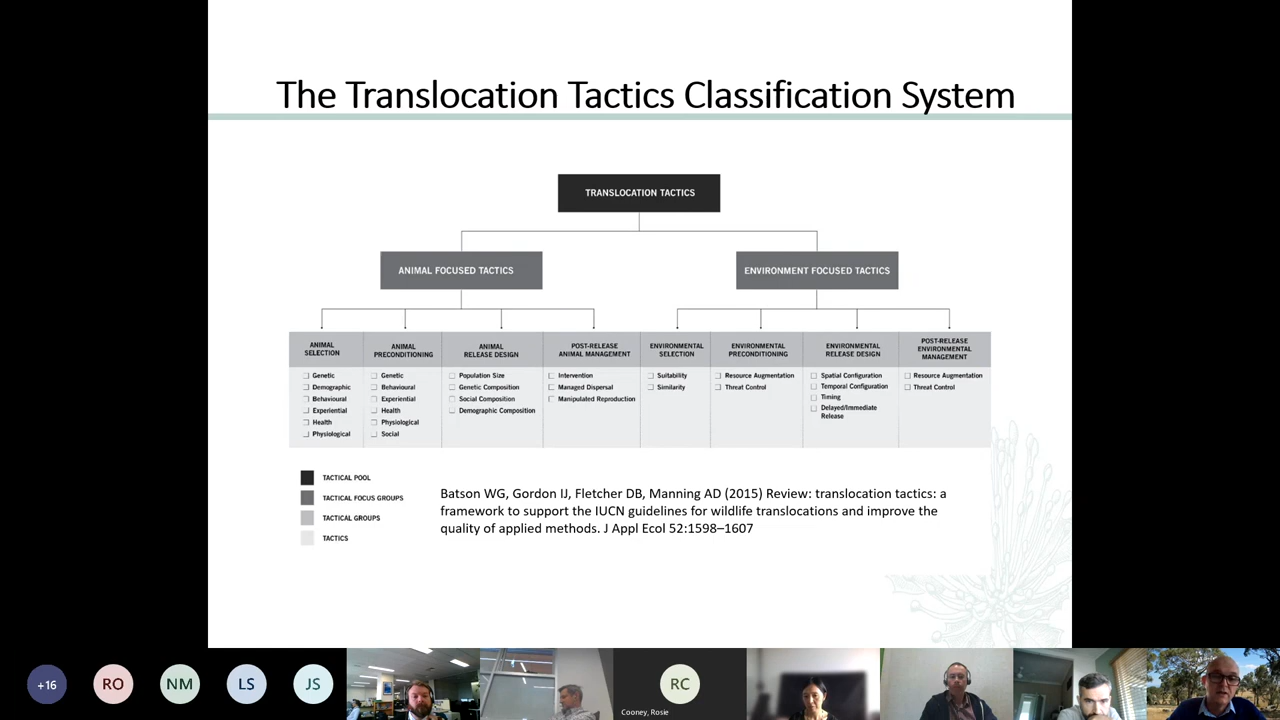 The Translocation Tactics Classification System
TRANSLOCATION TACTICS
ANIMAL FOCUSED TACTICS
ENVIRONMENT FOCUSED TACTICS
ANIMAL
SELECTION
Genetic
Demographic
Behavioural
Experiential
Health
Physiological
ANIMAL
PRECONDITIONING
Genetic
Behavioural
Experiential
Health
Physiological
Social
ANIMAL
RELEASE DESIGN
Population Size
Genetic Composition
Social Composition
Demographic Composition
POST-RELEASE
ANIMAL MANAGEMENT
Intervention
Managed Dispersal
Manipulated Reproduction
ENVIRONMENTAL
SELECTION
Suitability
Similarity
ENVIRONMENTAL
PRECONDITIONING
Resource Augmentation
Threat Control
ENVIRONMENTAL
RELEASE DESIGN
Spatial Configuration
Temporal Configuration
Timing
Delayed/Immediate
Release
POST-RELEASE
ENVIRONMENTAL
MANAGEMENT
Resource Augmentation
Threat Control
TACTICAL POOL
TACTICAL FOCUS GROUPS
TACTICAL GROUPS
TACTICS
Batson WG, Gordon IJ, Fletcher DB, Manning AD (2015) Review: translocation tactics: a
framework to support the IUCN guidelines for wildlife translocations and improve the
quality of applied methods. J Appl Ecol 52:1598–1607
+16
RO
NM
LS
JS
RC
Cooney, Rosie